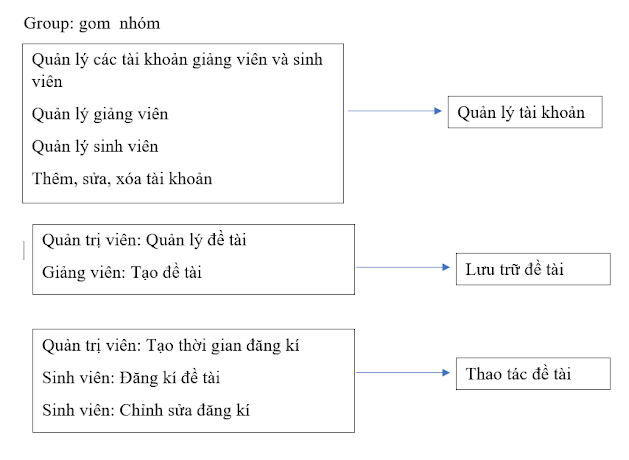 Group: gom nhóm
Quản lý các tài khoản giảng viên và sinh
viên
Quản lý giảng viên
Quản lý sinh viên
Thêm, sửa, xóa tài khoản
Quản lý tài khoản
Quản trị viên: Quản lý đề tài
Giảng viên: Tạo đề tài
Lưu trữ đề tài
Quản trị viên: Tạo thời gian đăng kí
Sinh viên: Đăng kí đề tài
Sinh viên: Chỉnh sửa đăng kí
Thao tác đề tài